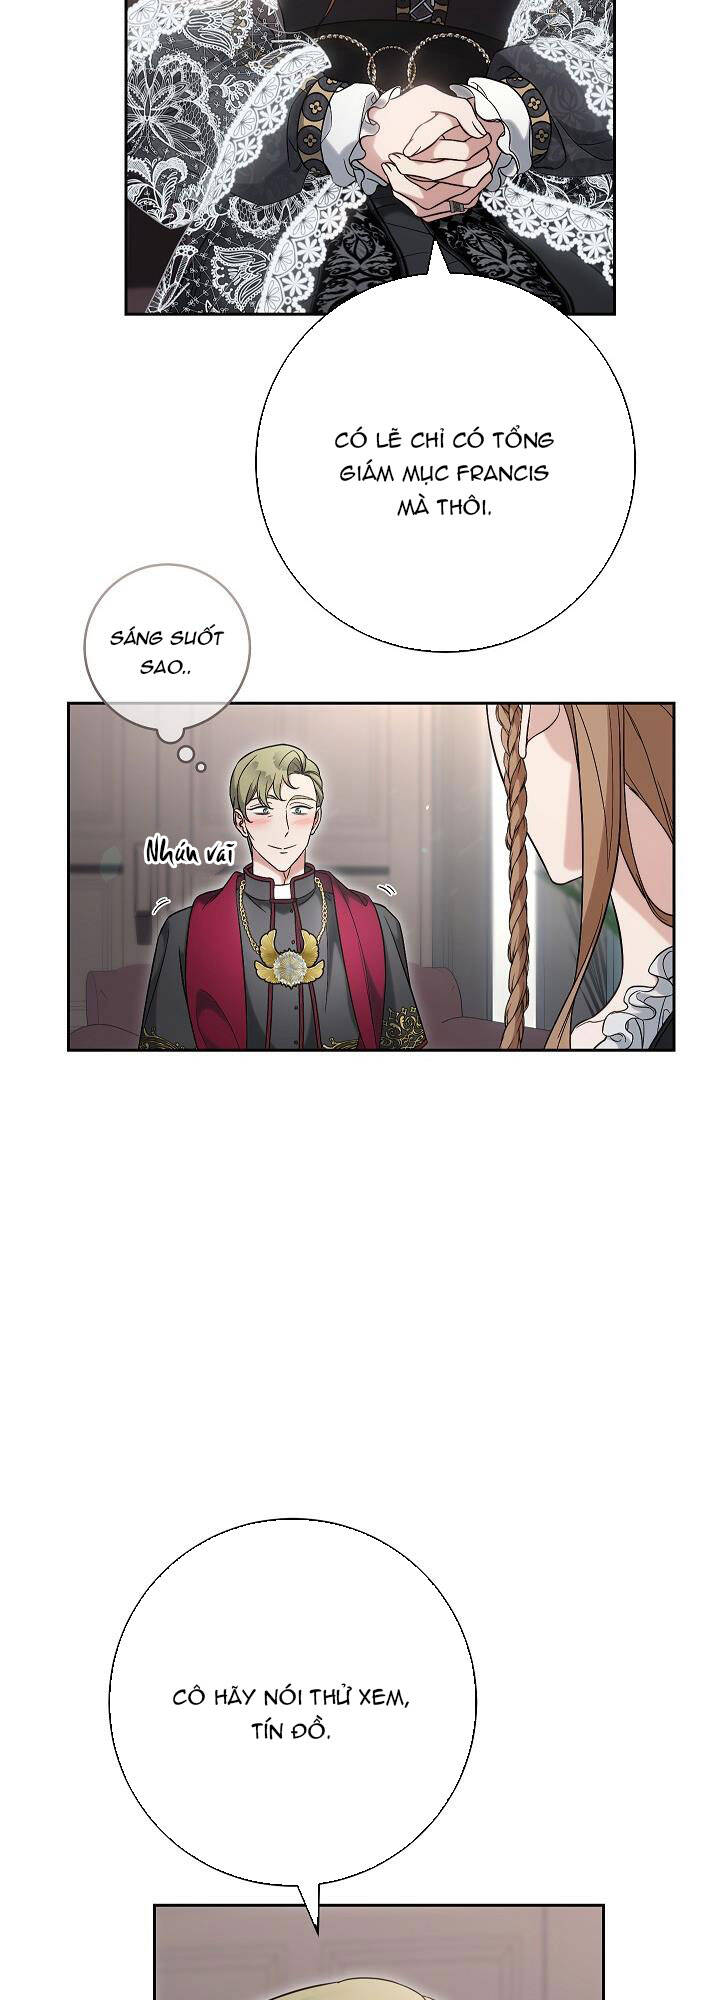 CÓ LẼ CHỈ CÓ TỔNG
GIÁM MỤC FRANCIS
MÀ THÔI.
SÁNG SUỐT
SAO..
Nhún vãi
CÔ HÃY NÓI THỬ XEM,
TÍN ĐỒ.